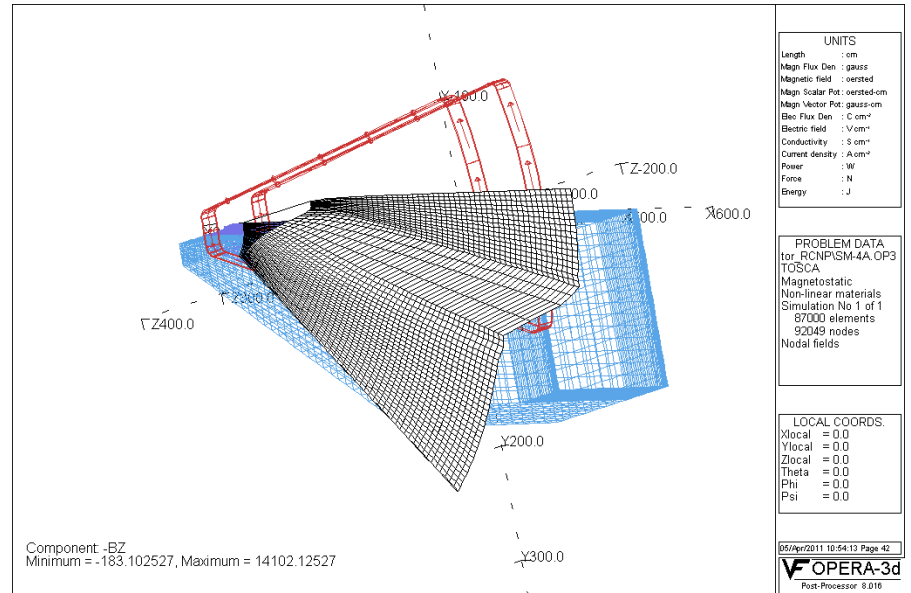 Y-100.0
Z-200.0
X600.0
Z400.0
Y200.0
Y300.0
Component: -BZ
Minimum = -183.102527, Maximum = 14102.12527
UNITS
Length : cm
Magn Flux Den : gauss
Magnetic field : oersted
Magn Scalar Pot : oersted-cm
Magn Vector Pot : gauss-cm
Elec Flux Den : C cm⁻²
Electric field : V cm⁻¹
Conductivity : S cm⁻¹
Current density : A cm⁻²
Power : W
Force : N
Energy : J
PROBLEM DATA
tor_RCNP\SM-4A.OP3
TOSCA
Magnetostatic
Non-linear materials
Simulation No 1 of 1
87000 elements
92049 nodes
Nodal fields
LOCAL COORDS.
Xlocal = 0.0
Ylocal = 0.0
Zlocal = 0.0
Theta = 0.0
Phi = 0.0
Psi = 0.0
05/Apr/2011 10:54:13 Page 42
VF OPERA-3d
Post-Processor 8.016